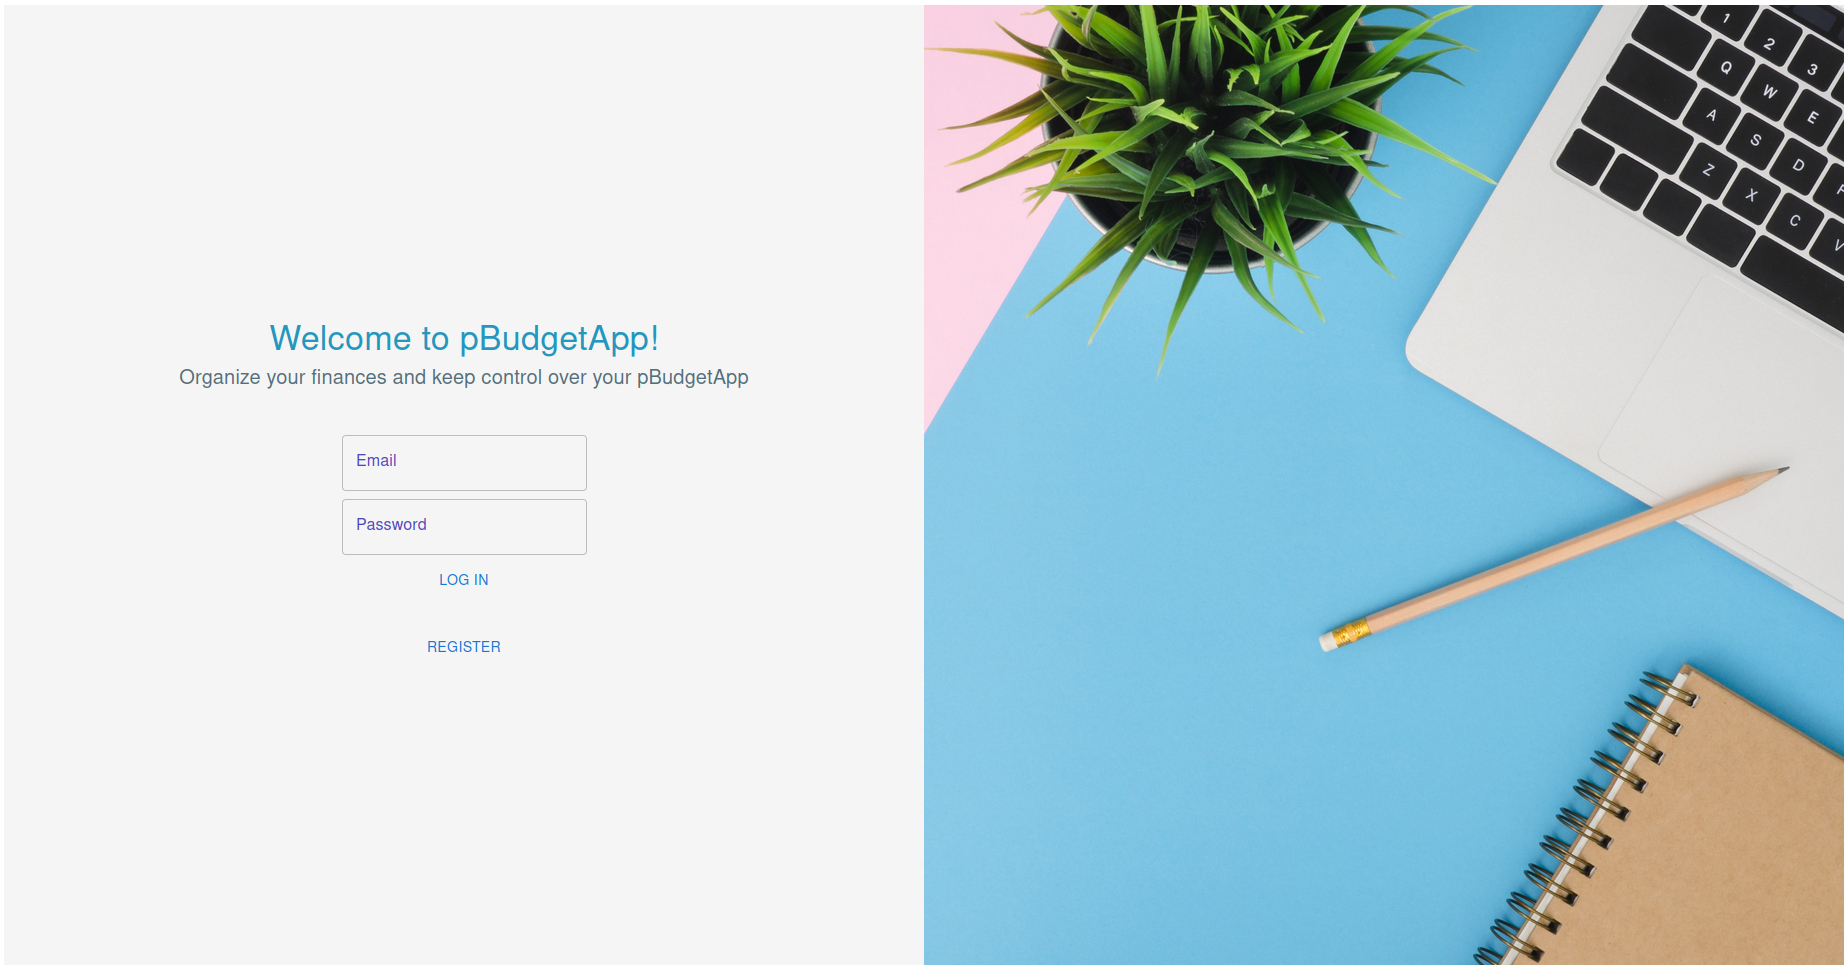 Welcome to pBudgetApp!
Organize your finances and keep control over your pBudgetApp
Email
Password
LOG IN
REGISTER
1 2 3
Q W E
A S D F
Z X C V